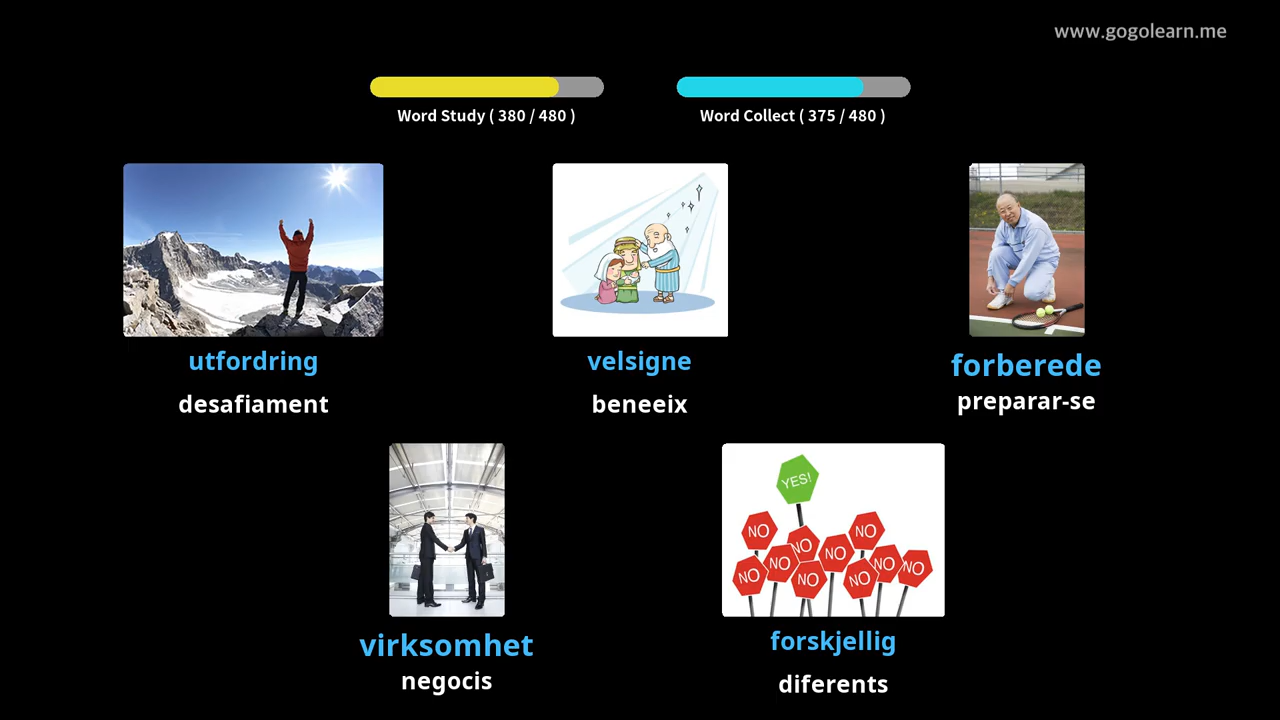 www.gogolearn.me
Word Study ( 380 / 480 )
Word Collect ( 375 / 480 )
utfordring
desafiament
velsigne
beneeix
forberede
preparar-se
YES!
NO
NO
NO
NO
NO
NO
NO
NO
NO
NO
virksomhet
negocis
forskjellig
diferents